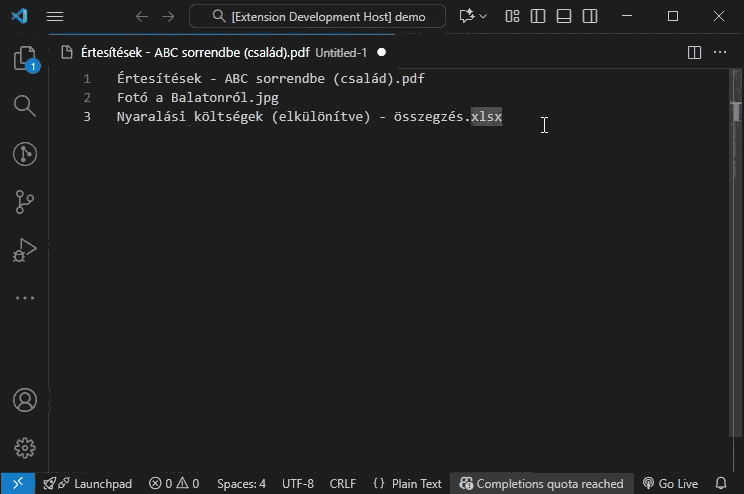 [Extension Development Host] demo
Értesítések - ABC sorrendbe (család).pdf Untitled-1
1
1 Értesítések - ABC sorrendbe (család).pdf
2 Fotó a Balatonról.jpg
3 Nyaralási költségek (elkülönítve) - összegzés.xlsx
Launchpad 0 0 Spaces: 4 UTF-8 CRLF {} Plain Text Completions quota reached Go Live